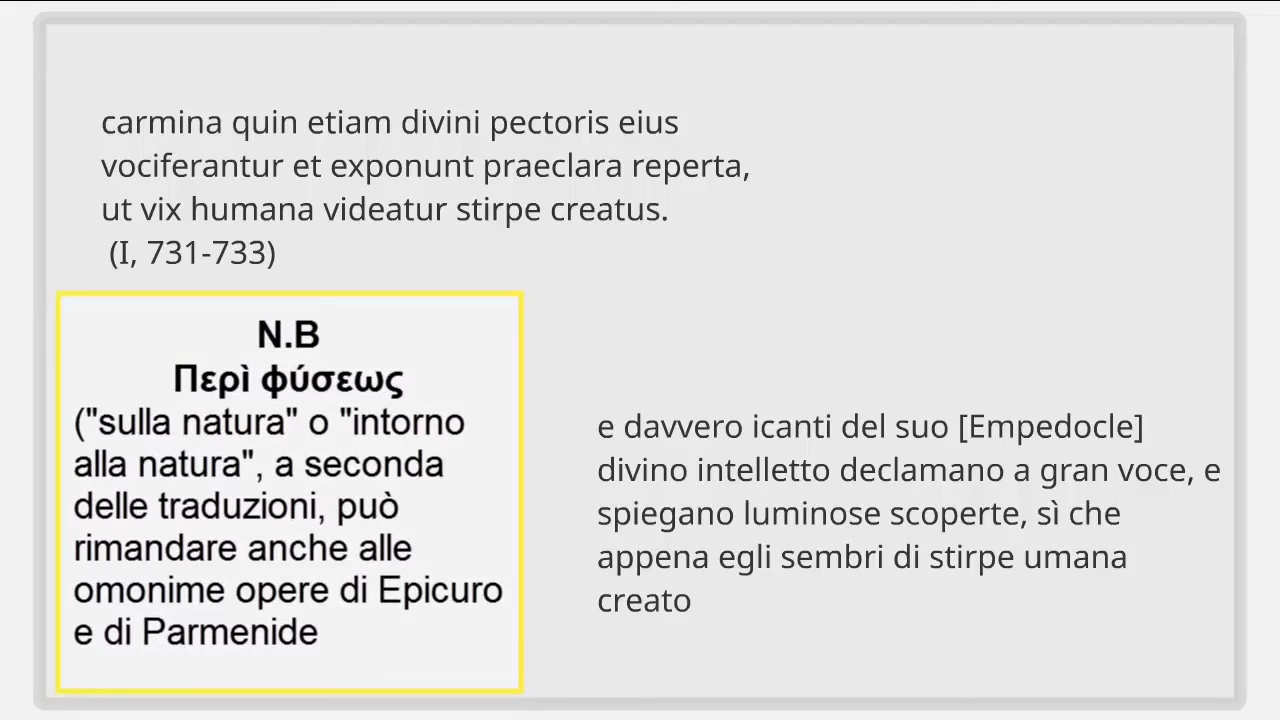 carmina quin etiam divini pectoris eius
vociferantur et exponunt praeclara reperta,
ut vix humana videatur stirpe creatus.
(I, 731-733)
N.B
Περὶ φύσεως
("sulla natura" o "intorno
alla natura", a seconda
delle traduzioni, può
rimandare anche alle
omonime opere di Epicuro
e di Parmenide
e davvero icanti del suo [Empedocle]
divino intelletto declamano a gran voce, e
spiegano luminose scoperte, sì che
appena egli sembri di stirpe umana
creato